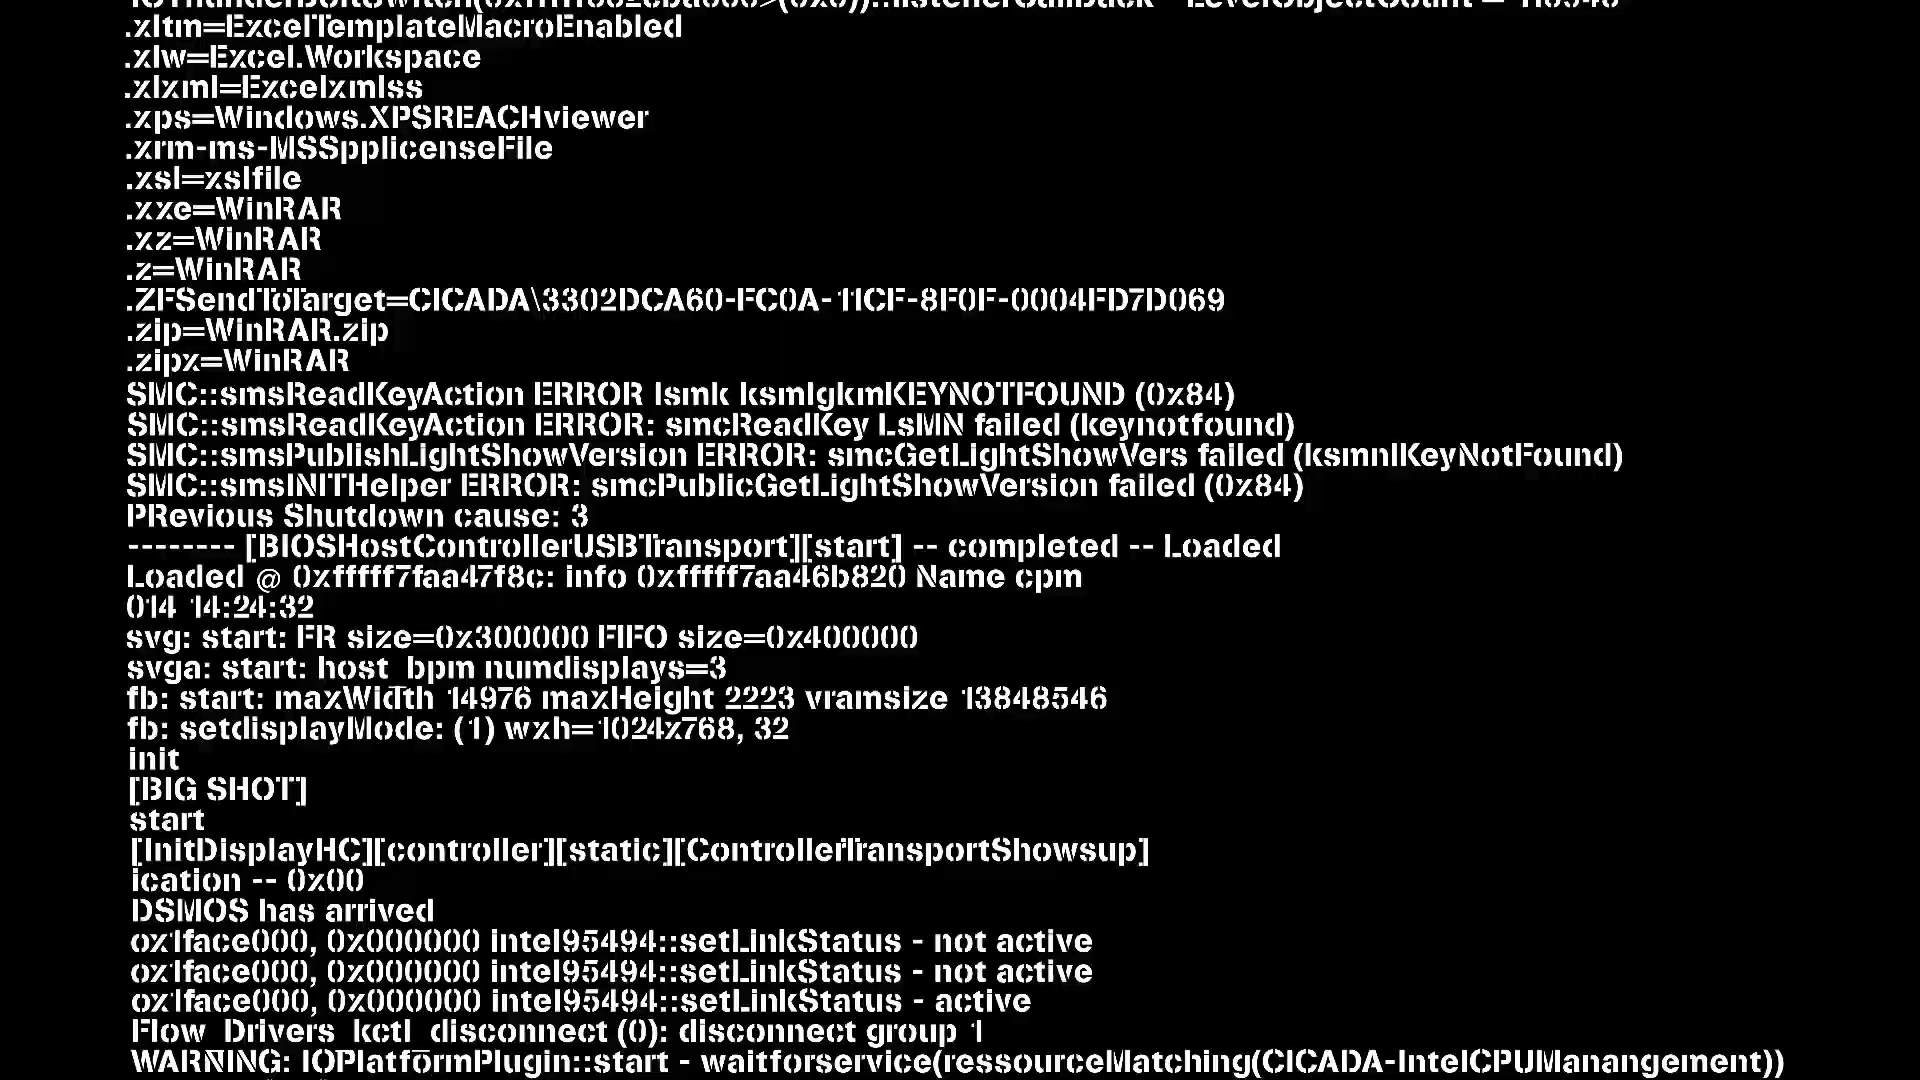 .xltm=ExcelTemplateMacroEnabled
.xlw=Excel.Workspace
.xlxml=Excelxmlss
.xps=Windows.XPSREACHviewer
.xrm-ms-MSSpplicenseFile
.xsl=xslfile
.xxe=WinRAR
.xz=WinRAR
.z=WinRAR
.ZFSendToTarget=CICADA\3302DCA60-FC0A-11CF-8F0F-0004FD7D069
.zip=WinRAR.zip
.zipx=WinRAR
SMC::smsReadKeyAction ERROR lsmk ksmlgkmKEYNOTFOUND (0x84)
SMC::smsReadKeyAction ERROR: smcReadKey LsMN failed (keynotfound)
SMC::smsPublishLightShowVersion ERROR: smcGetLightShowVers failed (ksmnlKeyNotFound)
SMC::smsINITHelper ERROR: smcPublicGetLightShowVersion failed (0x84)
PRevious Shutdown cause: 3
-------- [BIOSHostControllerUSBTransport][start] -- completed -- Loaded
Loaded @ 0xfffff7faa47f8c: info 0xfffff7aa46b820 Name cpm
014 14:24:32
svg: start: FR size=0x300000 FIFO size=0x400000
svga: start: host_bpm numdisplays=3
fb: start: maxWidth 14976 maxHeight 2223 vramsize 13848546
fb: setdisplayMode: (1) wxh=1024x768, 32
init
[BIG SHOT]
start
[InitDisplayHC][controller][static][ControllerTransportShowsup]
ication -- 0x00
DSMOS has arrived
ox1face000, 0x000000 intel95494::setLinkStatus - not active
ox1face000, 0x000000 intel95494::setLinkStatus - not active
ox1face000, 0x000000 intel95494::setLinkStatus - active
Flow_Drivers_kctl_disconnect (0): disconnect group 1
WARNING: IOPlatformPlugin::start - waitforservice(ressourceMatching(CICADA-IntelCPUManangement))